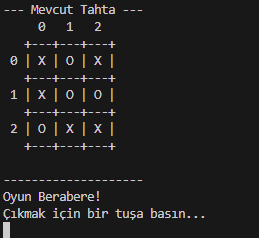 --- Mevcut Tahta ---
    0   1   2
  +---+---+---+
0 | X | O | X |
  +---+---+---+
1 | X | O | O |
  +---+---+---+
2 | O | X | X |
  +---+---+---+

--------------------
Oyun Berabere!
Çıkmak için bir tuşa basın...